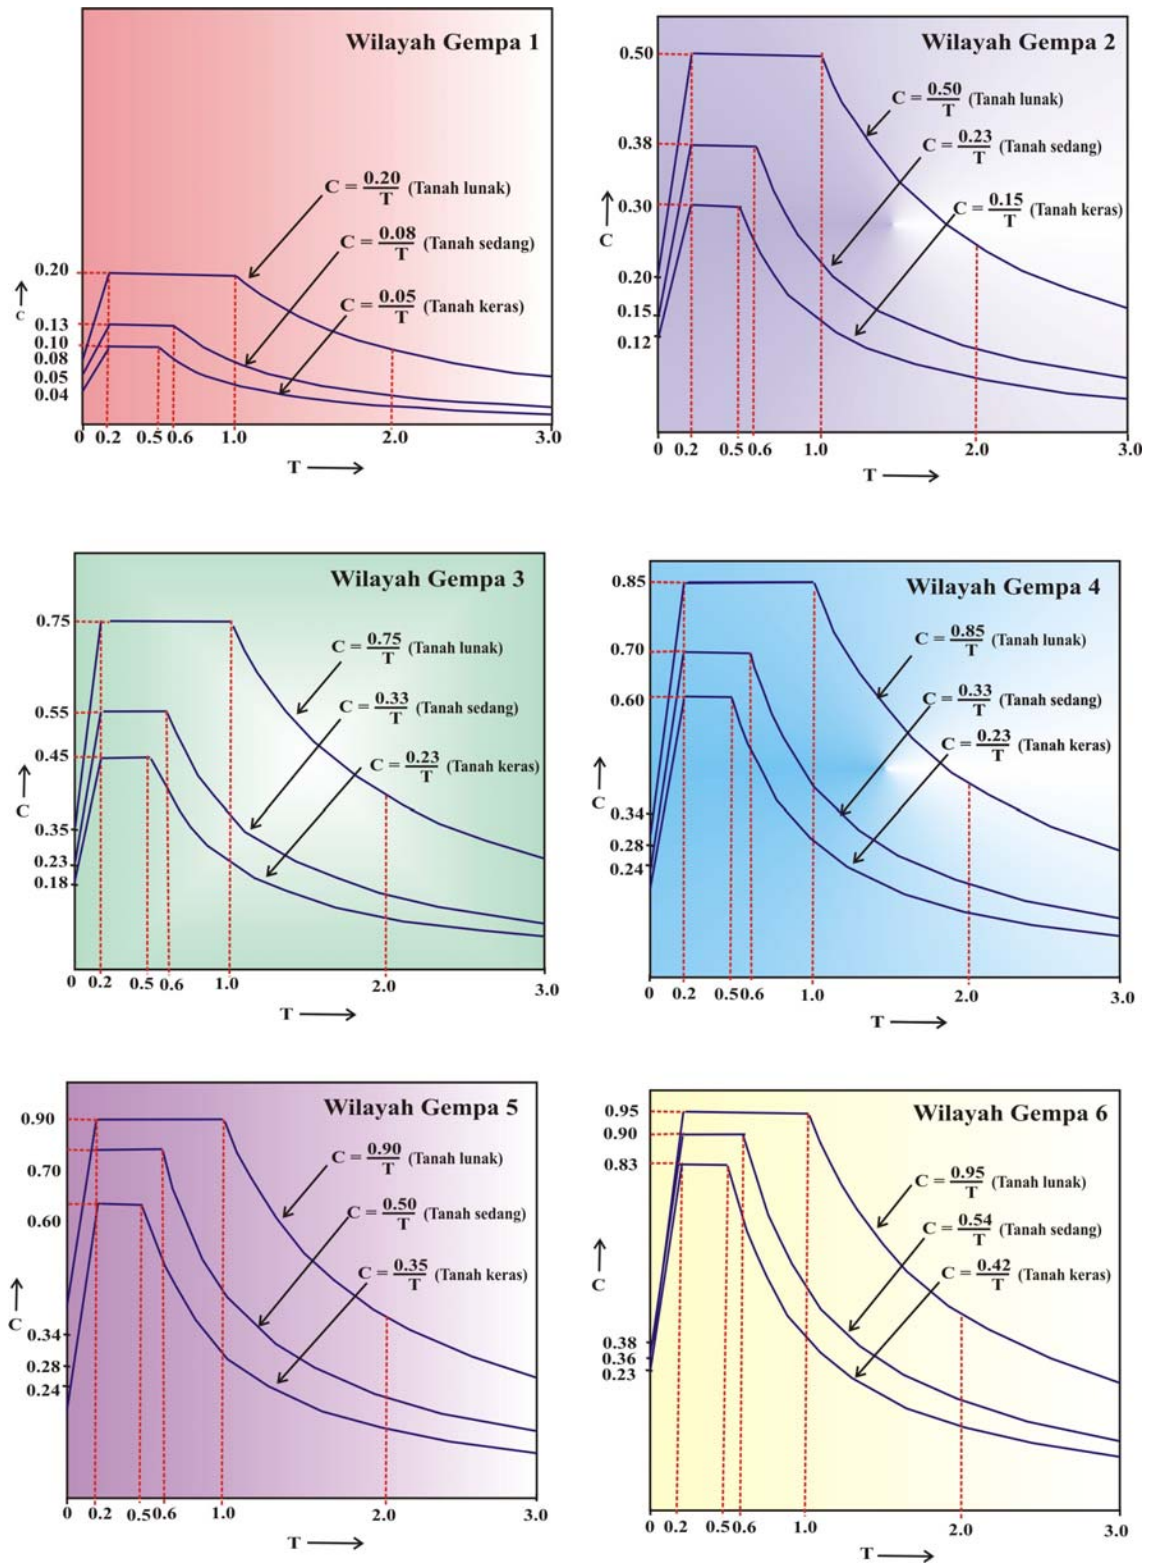 Wilayah Gempa 1
C = 0.20/T (Tanah lunak)
C = 0.08/T (Tanah sedang)
C = 0.05/T (Tanah keras)
0.20
0.13
0.10
0.08
0.05
0.04
C
0 0.2 0.5 0.6 1.0 2.0 3.0
T
Wilayah Gempa 2
C = 0.50/T (Tanah lunak)
C = 0.23/T (Tanah sedang)
C = 0.15/T (Tanah keras)
0.50
0.38
0.30
0.20
0.15
0.12
C
0 0.2 0.5 0.6 1.0 2.0 3.0
T
Wilayah Gempa 3
C = 0.75/T (Tanah lunak)
C = 0.33/T (Tanah sedang)
C = 0.23/T (Tanah keras)
0.75
0.55
0.45
0.35
0.23
0.18
C
0 0.2 0.5 0.6 1.0 2.0 3.0
T
Wilayah Gempa 4
C = 0.85/T (Tanah lunak)
C = 0.33/T (Tanah sedang)
C = 0.23/T (Tanah keras)
0.85
0.70
0.60
0.34
0.28
0.24
C
0 0.2 0.5 0.6 1.0 2.0 3.0
T
Wilayah Gempa 5
C = 0.90/T (Tanah lunak)
C = 0.50/T (Tanah sedang)
C = 0.35/T (Tanah keras)
0.90
0.70
0.60
0.34
0.28
0.24
C
0 0.2 0.5 0.6 1.0 2.0 3.0
T
Wilayah Gempa 6
C = 0.95/T (Tanah lunak)
C = 0.54/T (Tanah sedang)
C = 0.42/T (Tanah keras)
0.95
0.90
0.83
0.38
0.36
0.23
C
0 0.2 0.5 0.6 1.0 2.0 3.0
T